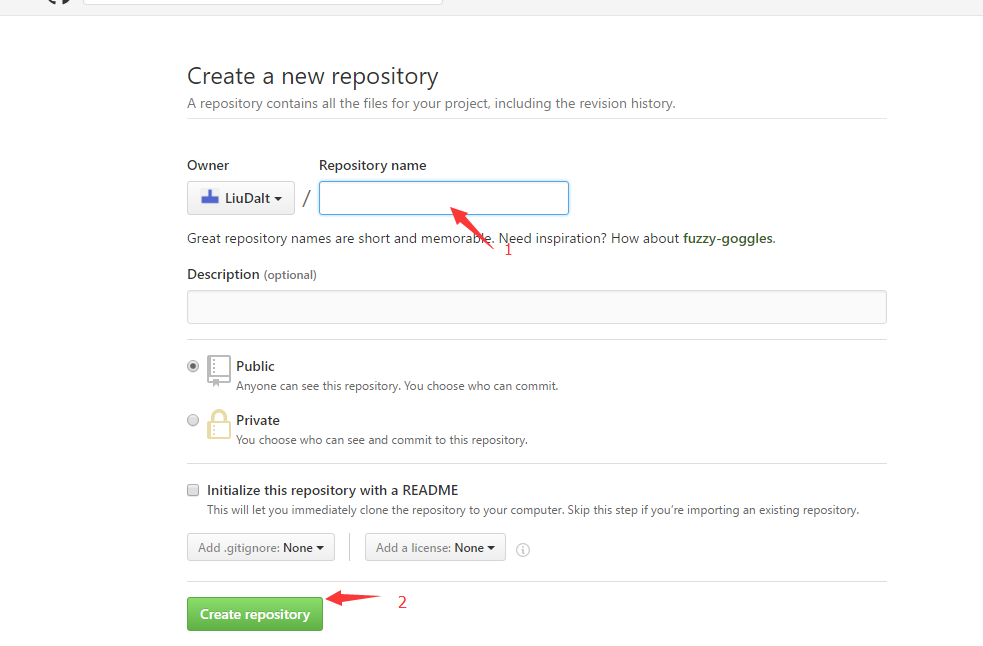 Create a new repository
A repository contains all the files for your project, including the revision history.
Owner Repository name
LiuDalt /
1
Great repository names are short and memorable. Need inspiration? How about fuzzy-goggles.
Description (optional)
Public
Anyone can see this repository. You choose who can commit.
Private
You choose who can see and commit to this repository.
Initialize this repository with a README
This will let you immediately clone the repository to your computer. Skip this step if you’re importing an existing repository.
Add .gitignore: None Add a license: None
2
Create repository